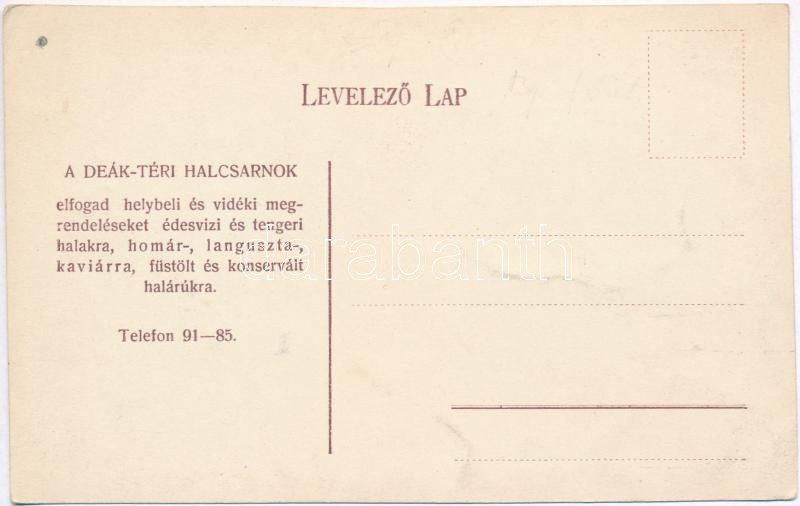 LEVELEZŐ LAP
A DEÁK-TÉRI HALCSARNOK
elfogad helybeli és vidéki meg-
rendeléseket édesvizi és tengeri
halakra, homár-, languszta-,
kaviárra, füstölt és konservált
halárúkra.
Telefon 91—85.
darabanth